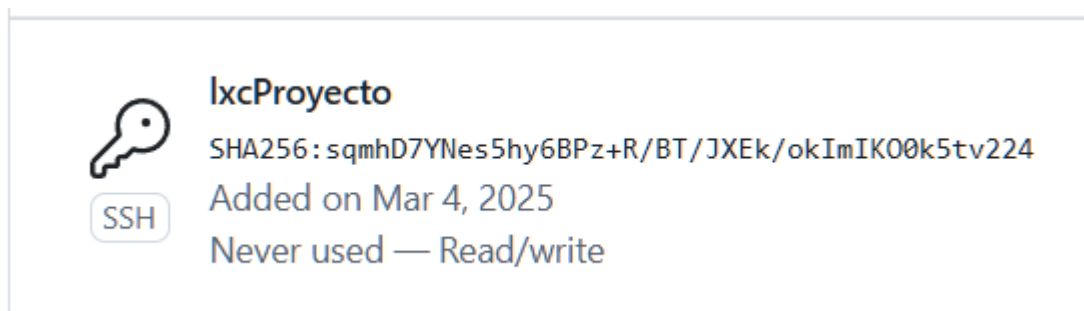 lxcProyecto
SHA256:sqmhD7YNes5hy6BPz+R/BT/JXEk/okImIKO0k5tv224
SSH
Added on Mar 4, 2025
Never used — Read/write